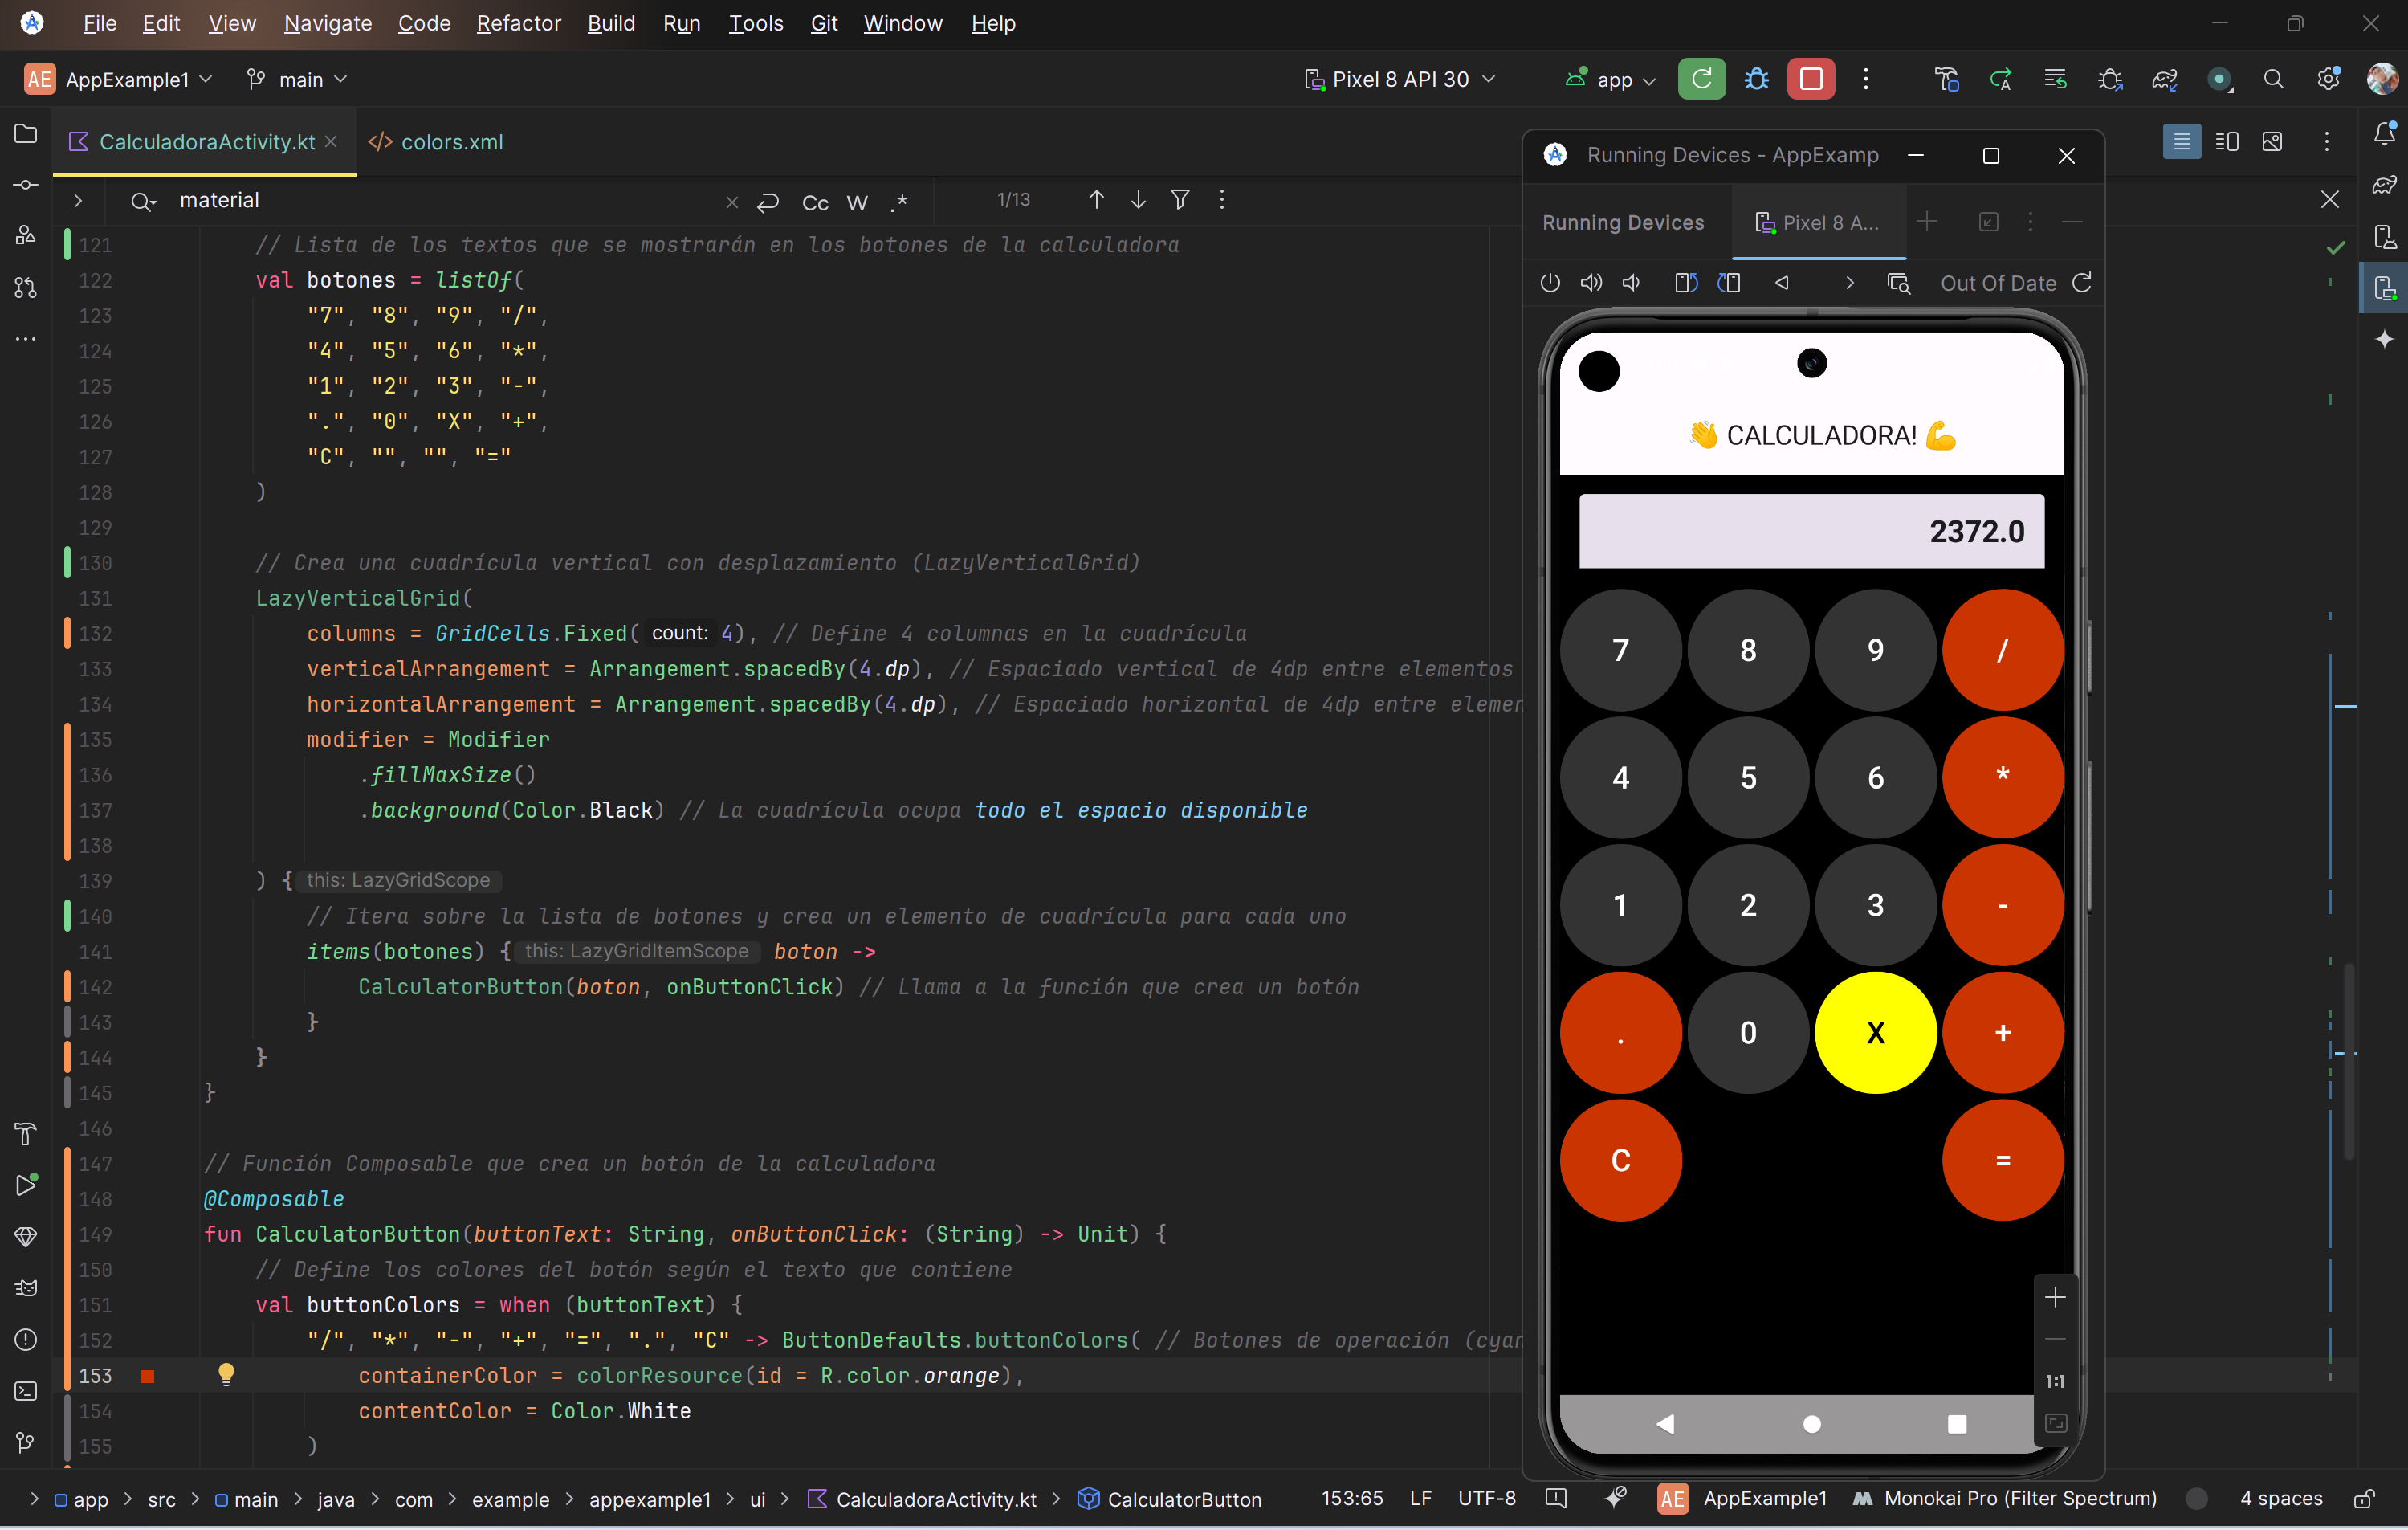 File Edit View Navigate Code Refactor Build Run Tools Git Window Help
AE AppExample1 main Pixel 8 API 30 app
CalculadoraActivity.kt colors.xml
material Cc W .* 1/13
121 // Lista de los textos que se mostrarán en los botones de la calculadora
122 val botones = listOf(
123 "7", "8", "9", "/",
124 "4", "5", "6", "*",
125 "1", "2", "3", "-",
126 ".", "0", "X", "+",
127 "C", "", "", "="
128 )
129
130 // Crea una cuadrícula vertical con desplazamiento (LazyVerticalGrid)
131 LazyVerticalGrid(
132 columns = GridCells.Fixed( count: 4), // Define 4 columnas en la cuadrícula
133 verticalArrangement = Arrangement.spacedBy(4.dp), // Espaciado vertical de 4dp entre elementos
134 horizontalArrangement = Arrangement.spacedBy(4.dp), // Espaciado horizontal de 4dp entre elemen
135 modifier = Modifier
136 .fillMaxSize()
137 .background(Color.Black) // La cuadrícula ocupa todo el espacio disponible
138
139 ) { this: LazyGridScope
140 // Itera sobre la lista de botones y crea un elemento de cuadrícula para cada uno
141 items(botones) { this: LazyGridItemScope boton ->
142 CalculatorButton(boton, onButtonClick) // Llama a la función que crea un botón
143 }
144 }
145 }
146
147 // Función Composable que crea un botón de la calculadora
148 @Composable
149 fun CalculatorButton(buttonText: String, onButtonClick: (String) -> Unit) {
150 // Define los colores del botón según el texto que contiene
151 val buttonColors = when (buttonText) {
152 "/", "*", "-", "+", "=", ".", "C" -> ButtonDefaults.buttonColors( // Botones de operación (cyan
153 containerColor = colorResource(id = R.color.orange),
154 contentColor = Color.White
155 )
Running Devices - AppExamp
Running Devices Pixel 8 A...
Out Of Date
👋 CALCULADORA! 💪
2372.0
7 8 9 /
4 5 6 *
1 2 3 -
. 0 X +
C =
1:1
app > src > main > java > com > example > appexample1 > ui > CalculadoraActivity.kt > CalculatorButton 153:65 LF UTF-8 AE AppExample1 Monokai Pro (Filter Spectrum) 4 spaces